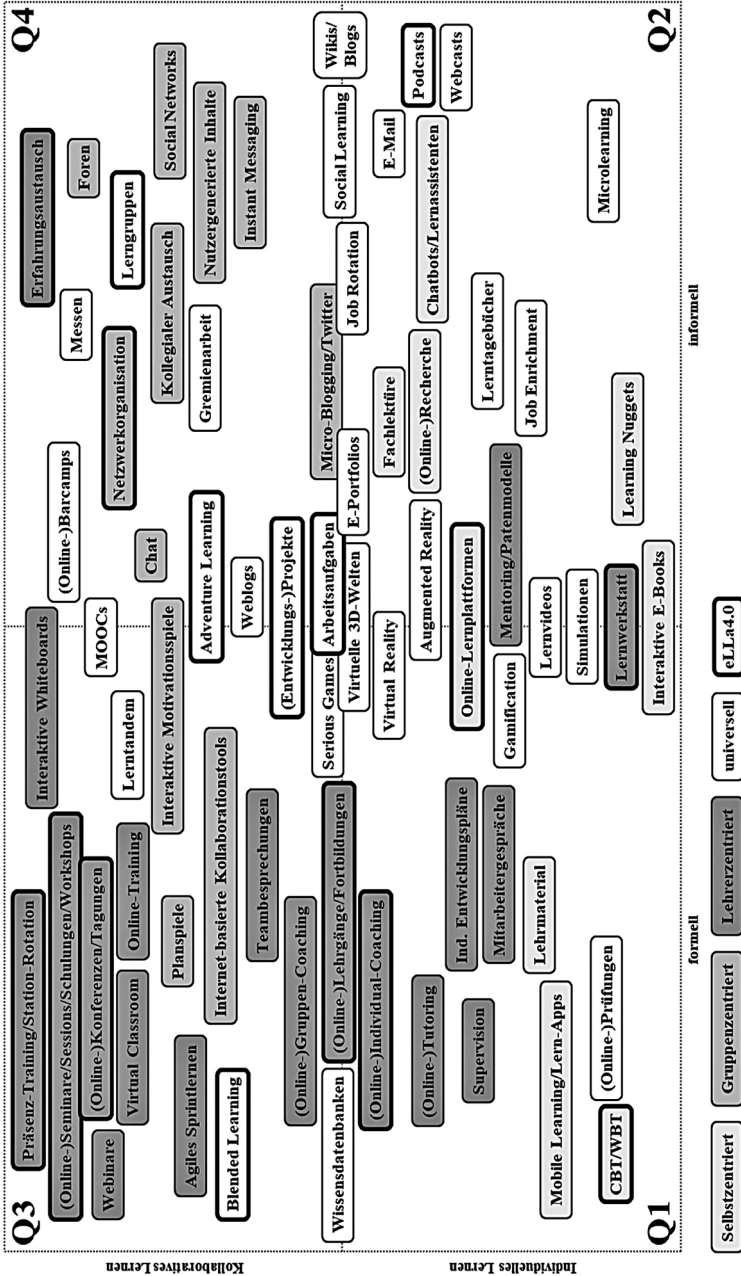 Q3
Q4
Präsenz-Training/Station-Rotation
Erfahrungsaustausch
(Online-)Seminare/Sessions/Schulungen/Workshops
Interaktive Whiteboards
(Online-)Barcamps
Messen
Foren
Webinare
(Online-)Konferenzen/Tagungen
MOOCs
Netzwerkorganisation
Lerngruppen
Virtual Classroom
Online-Training
Lerntandem
Chat
Kollegialer Austausch
Social Networks
Planspiele
Interaktive Motivationsspiele
Agiles Sprintlernen
Adventure Learning
Gremienarbeit
Nutzergenerierte Inhalte
Internet-basierte Kollaborationstools
Blended Learning
Weblogs
Instant Messaging
Teambesprechungen
(Entwicklungs-)Projekte
(Online-)Gruppen-Coaching
Micro-Blogging/Twitter
Wikis/
Blogs
Wissensdatenbanken
(Online-)Lehrgänge/Fortbildungen
Serious Games
Arbeitsaufgaben
Social Learning
Virtuelle 3D-Welten
E-Portfolios
Job Rotation
(Online-)Individual-Coaching
Virtual Reality
Fachlektüre
E-Mail
(Online-)Tutoring
Augmented Reality
(Online-)Recherche
Chatbots/Lernassistenten
Podcasts
Webcasts
Ind. Entwicklungspläne
Online-Lernplattformen
Supervision
Mitarbeitergespräche
Gamification
Mentoring/Patenmodelle
Lerntagebücher
Lehrmaterial
Lernvideos
Job Enrichment
Mobile Learning/Lern-Apps
Simulationen
(Online-)Prüfungen
CBT/WBT
Lernwerkstatt
Learning Nuggets
Microlearning
Interaktive E-Books
Q1
Q2
Kollaboratives Lernen
Individuelles Lernen
formell
informell
Selbstzentriert
Gruppenzentriert
Lehrerzentriert
universell
eLLa4.0